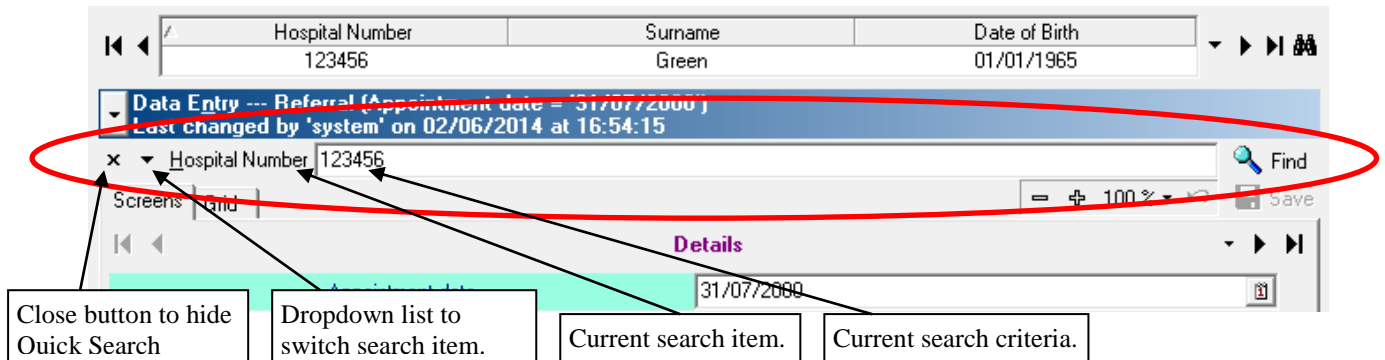 Hospital Number Surname Date of Birth
123456 Green 01/01/1965
Data Entry --- Referral (Appointment date = '31/07/2000')
Last changed by 'system' on 02/06/2014 at 16:54:15
Hospital Number 123456 Find
Screens Grid 100 % Save
Details
Appointment date 31/07/2000
Close button to hide
Quick Search
Dropdown list to
switch search item.
Current search item.
Current search criteria.